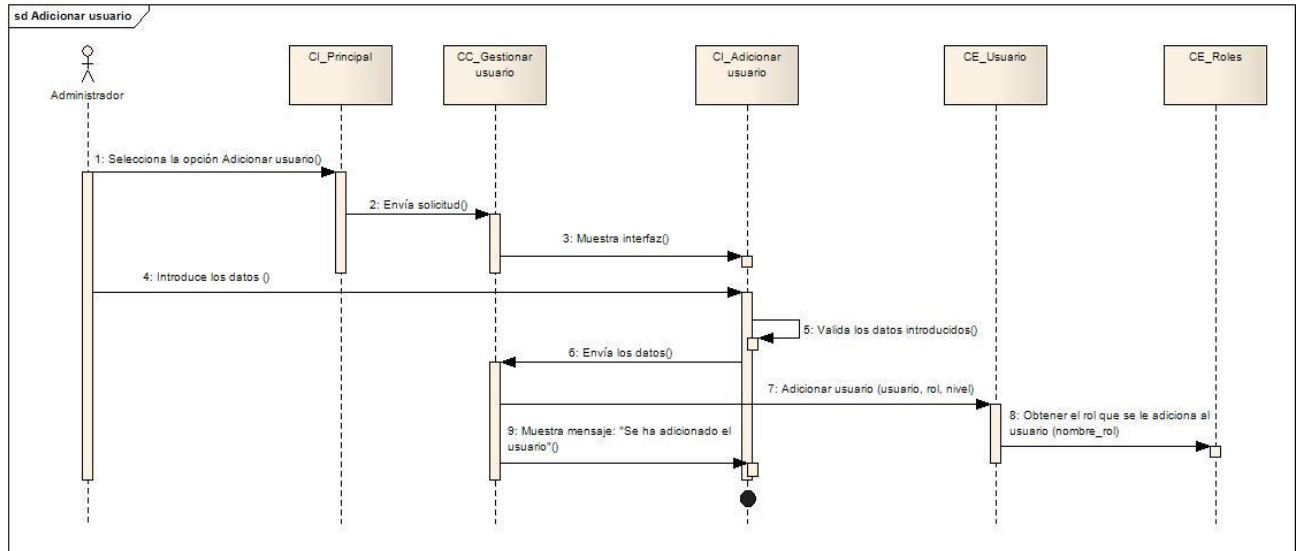 sd Adicionar usuario
Administrador
CI_Principal
CC_Gestionar
usuario
CI_Adicionar
usuario
CE_Usuario
CE_Roles
1: Selecciona la opción Adicionar usuario()
2: Envía solicitud()
3: Muestra interfaz()
4: Introduce los datos ()
5: Valida los datos introducidos()
6: Envía los datos()
7: Adicionar usuario (usuario, rol, nivel)
8: Obtener el rol que se le adiciona al
usuario (nombre_rol)
9: Muestra mensaje: "Se ha adicionado el
usuario"()